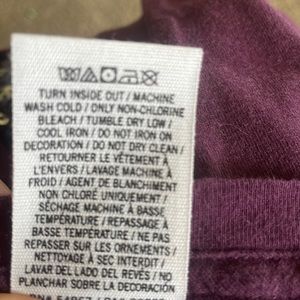 TURN INSIDE OUT / MACHINE
WASH COLD / ONLY NON-CHLORINE
BLEACH / TUMBLE DRY LOW /
COOL IRON / DO NOT IRON ON
DECORATION / DO NOT DRY CLEAN /
RETOURNER LE VÊTEMENT À
L'ENVERS / LAVAGE MACHINE À
FROID / AGENT DE BLANCHIMENT
NON CHLORÉ UNIQUEMENT /
SÉCHAGE MACHINE À BASSE
TEMPÉRATURE / REPASSAGE À
BASSE TEMPÉRATURE / NE PAS
REPASSER SUR LES ORNEMENTS /
NETTOYAGE À SEC INTERDIT /
LAVAR DEL LADO DEL REVÉS / NO
PLANCHAR SOBRE LA DECORACIÓN